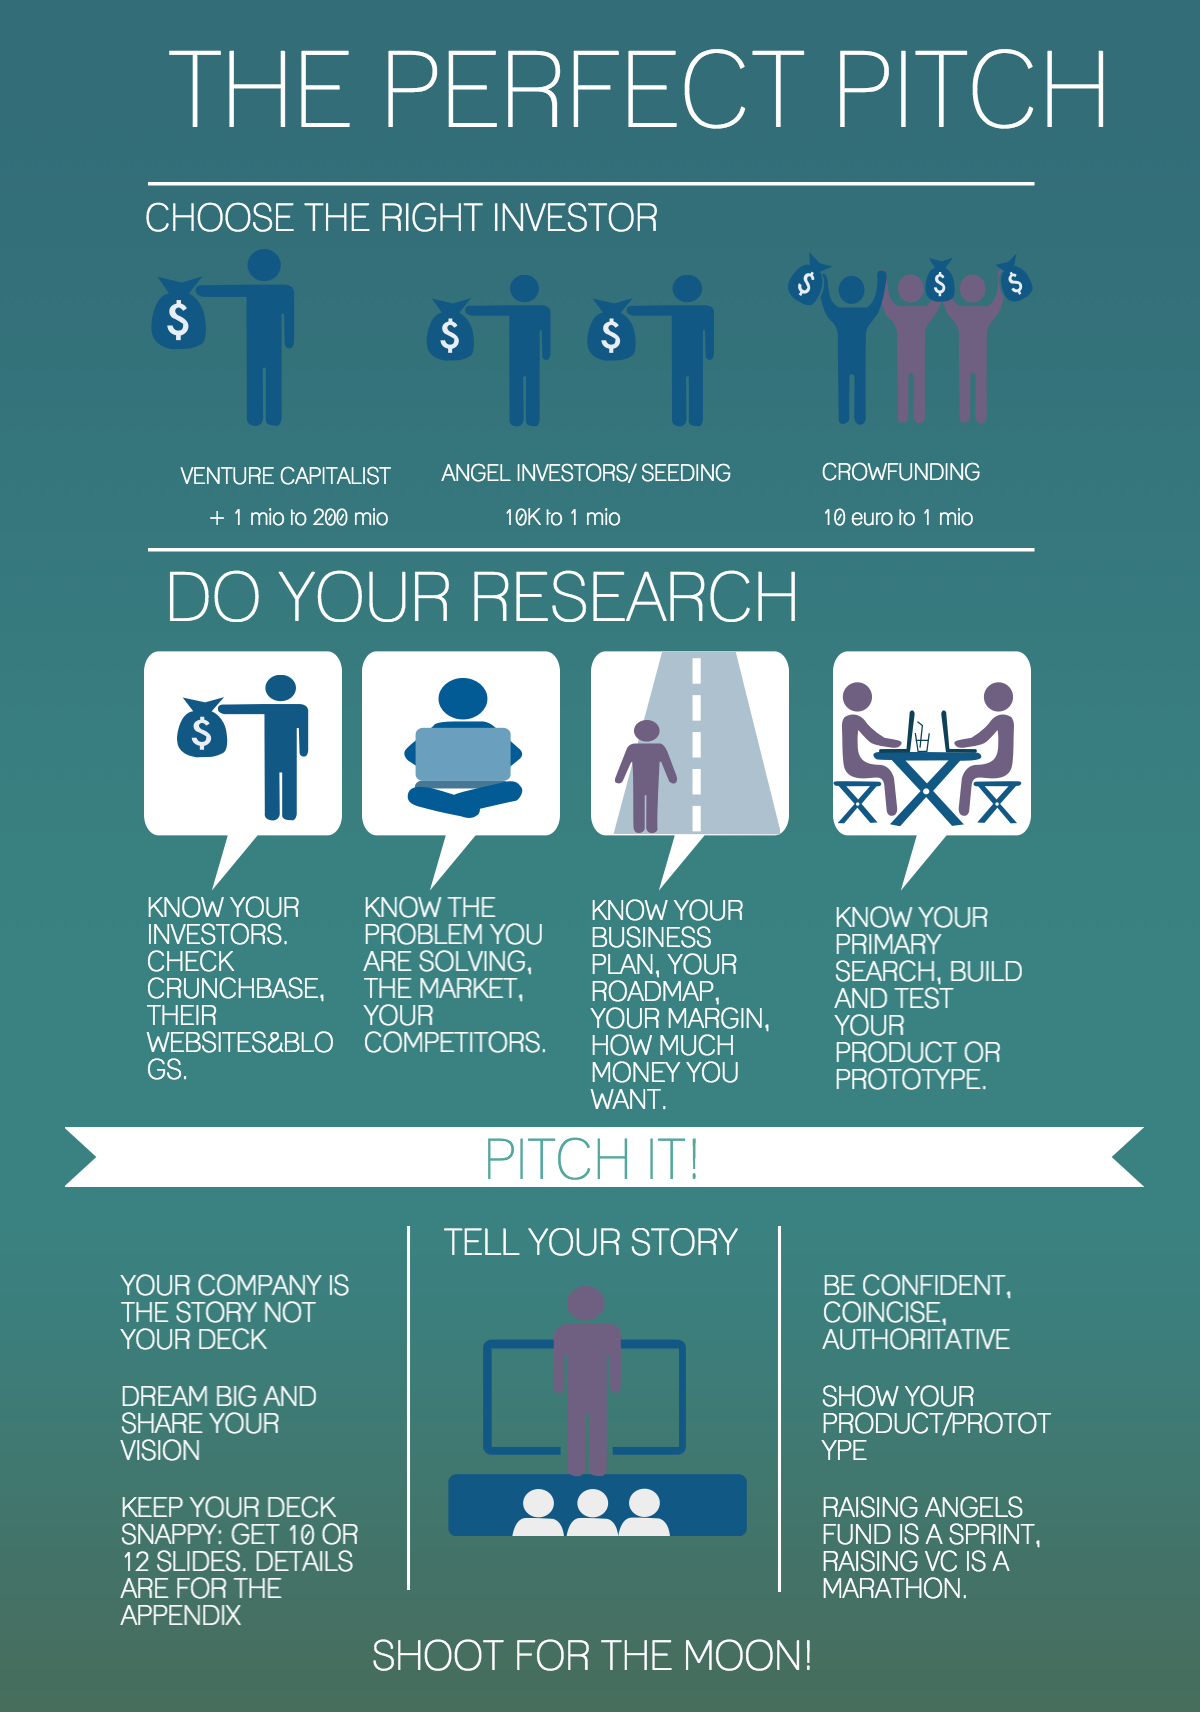 THE PERFECT PITCH
CHOOSE THE RIGHT INVESTOR
$
$
$
$
$
$
VENTURE CAPITALIST
+ 1 mio to 200 mio
ANGEL INVESTORS/ SEEDING
10K to 1 mio
CROWFUNDING
10 euro to 1 mio
DO YOUR RESEARCH
$
KNOW YOUR
INVESTORS.
CHECK
CRUNCHBASE,
THEIR
WEBSITES&BLO
GS.
KNOW THE
PROBLEM YOU
ARE SOLVING,
THE MARKET,
YOUR
COMPETITORS.
KNOW YOUR
BUSINESS
PLAN, YOUR
ROADMAP,
YOUR MARGIN,
HOW MUCH
MONEY YOU
WANT.
KNOW YOUR
PRIMARY
SEARCH, BUILD
AND TEST
YOUR
PRODUCT OR
PROTOTYPE.
PITCH IT!
YOUR COMPANY IS
THE STORY NOT
YOUR DECK
DREAM BIG AND
SHARE YOUR
VISION
KEEP YOUR DECK
SNAPPY: GET 10 OR
12 SLIDES. DETAILS
ARE FOR THE
APPENDIX
TELL YOUR STORY
BE CONFIDENT,
COINCISE,
AUTHORITATIVE
SHOW YOUR
PRODUCT/PROTOT
YPE
RAISING ANGELS
FUND IS A SPRINT,
RAISING VC IS A
MARATHON.
SHOOT FOR THE MOON!